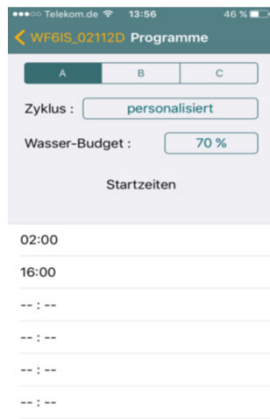 ●●●○○ Telekom.de 13:56 46 %
< WF6IS_02112D Programme
A B C
Zyklus : personalisiert
Wasser-Budget : 70 %
Startzeiten
02:00
16:00
-- : --
-- : --
-- : --
-- : --